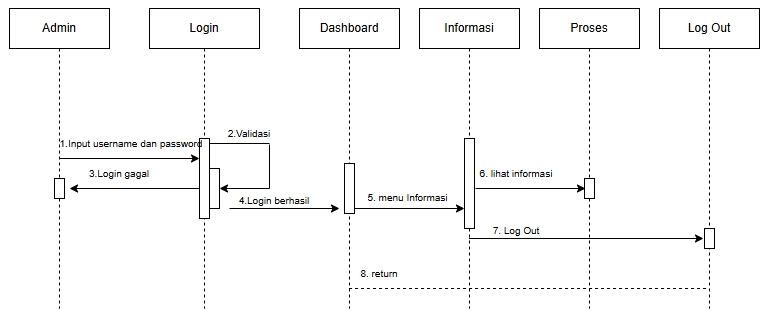 Admin
Login
Dashboard
Informasi
Proses
Log Out
1.Input username dan password
2.Validasi
3.Login gagal
4.Login berhasil
5. menu Informasi
6. lihat informasi
7. Log Out
8. return